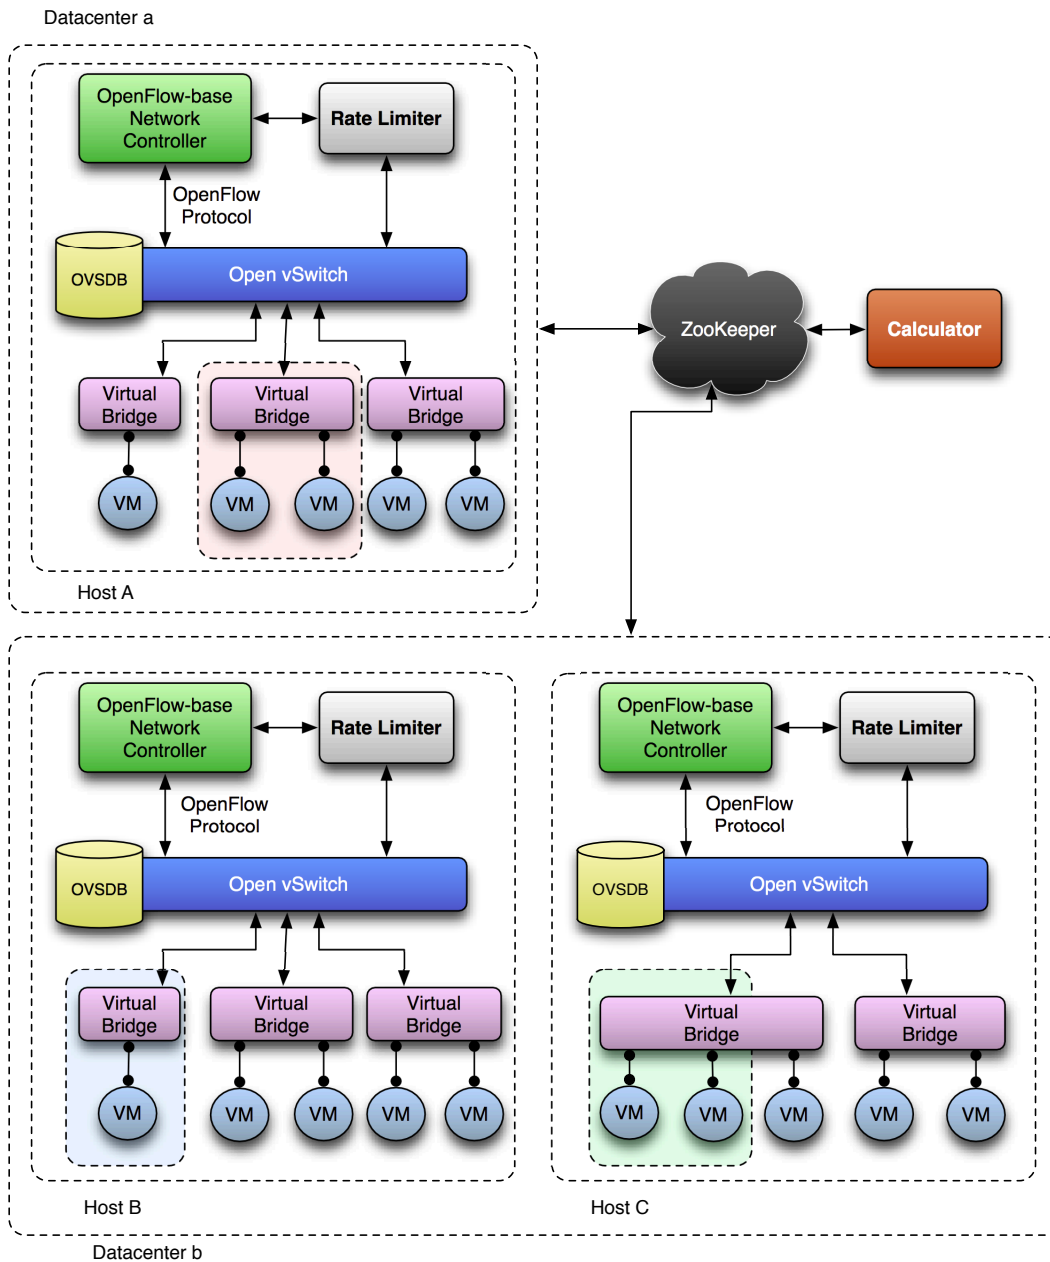 Datacenter a
OpenFlow-base
Network
Controller
Rate Limiter
OpenFlow
Protocol
OVSDB
Open vSwitch
ZooKeeper
Calculator
Virtual
Bridge
Virtual
Bridge
Virtual
Bridge
VM
VM
VM
VM
VM
Host A
OpenFlow-base
Network
Controller
Rate Limiter
OpenFlow
Protocol
OVSDB
Open vSwitch
Virtual
Bridge
Virtual
Bridge
Virtual
Bridge
VM
VM
VM
VM
VM
Host B
OpenFlow-base
Network
Controller
Rate Limiter
OpenFlow
Protocol
OVSDB
Open vSwitch
Virtual
Bridge
Virtual
Bridge
VM
VM
VM
VM
VM
Host C
Datacenter b